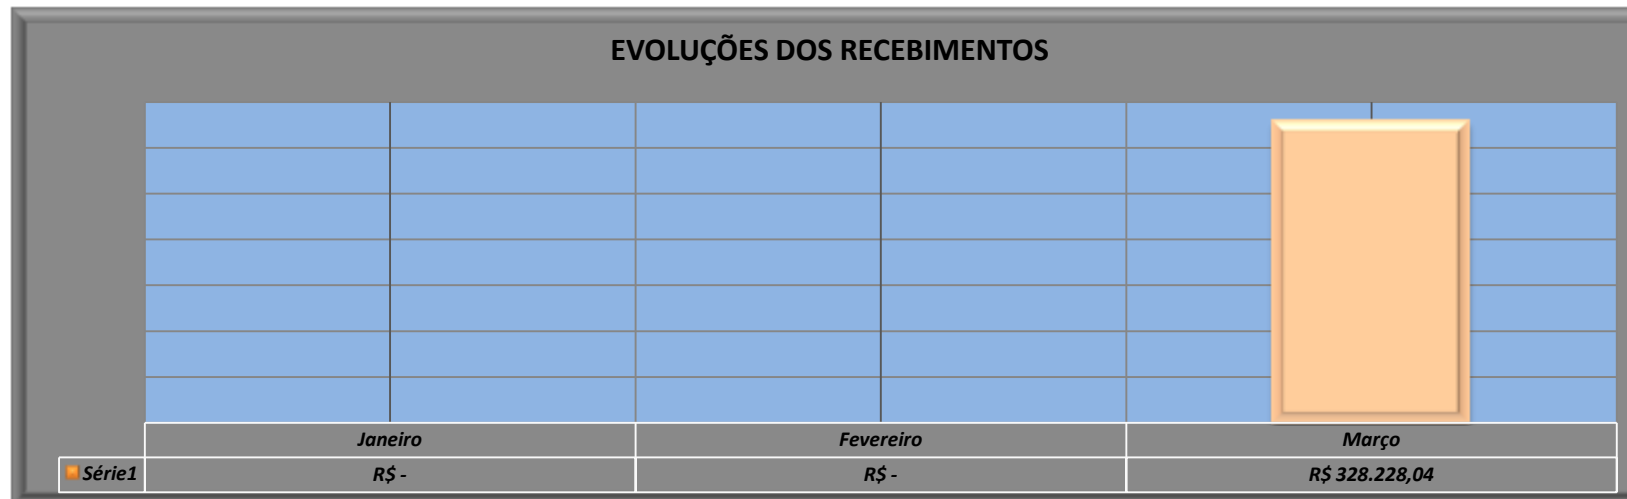 EVOLUÇÕES DOS RECEBIMENTOS
Janeiro Fevereiro Março
Série1 R$ - R$ - R$ 328.228,04